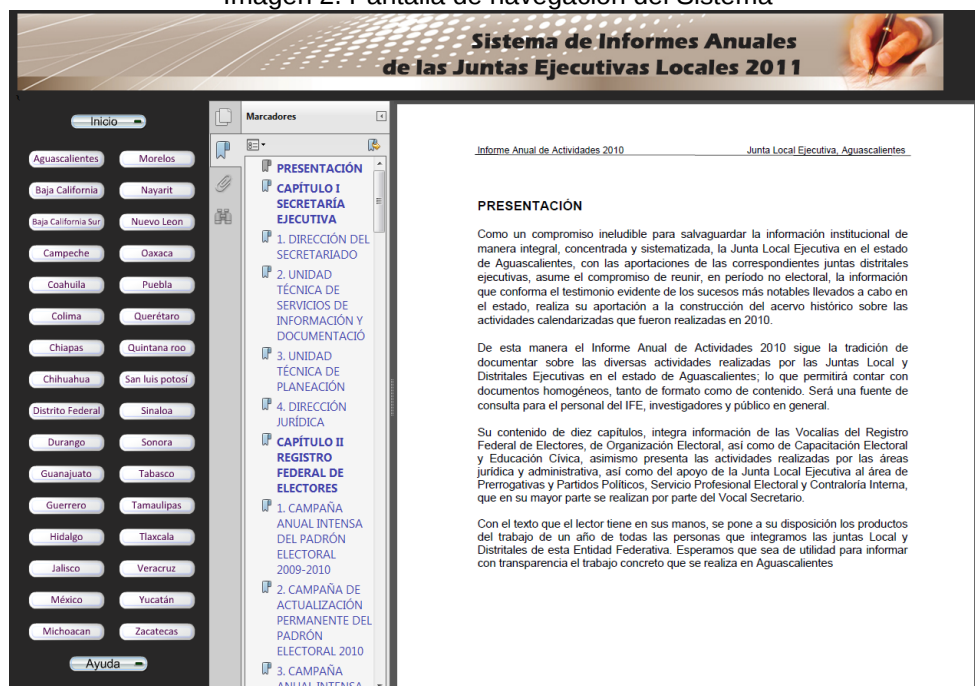 Imagen 2. Pantalla de navegación del Sistema
Sistema de Informes Anuales
de las Juntas Ejecutivas Locales 2011
Inicio
Aguascalientes
Morelos
Baja California
Nayarit
Baja California Sur
Nuevo Leon
Campeche
Oaxaca
Coahuila
Puebla
Colima
Querétaro
Chiapas
Quintana roo
Chihuahua
San luis potosí
Distrito Federal
Sinaloa
Durango
Sonora
Guanajuato
Tabasco
Guerrero
Tamaulipas
Hidalgo
Tlaxcala
Jalisco
Veracruz
México
Yucatán
Michoacan
Zacatecas
Ayuda
Marcadores
PRESENTACIÓN
CAPÍTULO I
SECRETARÍA
EJECUTIVA
1. DIRECCIÓN DEL
SECRETARIADO
2. UNIDAD
TÉCNICA DE
SERVICIOS DE
INFORMACIÓN Y
DOCUMENTACIÓ
3. UNIDAD
TÉCNICA DE
PLANEACIÓN
4. DIRECCIÓN
JURÍDICA
CAPÍTULO II
REGISTRO
FEDERAL DE
ELECTORES
1. CAMPAÑA
ANUAL INTENSA
DEL PADRÓN
ELECTORAL
2009-2010
2. CAMPAÑA DE
ACTUALIZACIÓN
PERMANENTE DEL
PADRÓN
ELECTORAL 2010
3. CAMPAÑA
ANUAL INTENSA
Informe Anual de Actividades 2010 Junta Local Ejecutiva, Aguascalientes
PRESENTACIÓN
Como un compromiso ineludible para salvaguardar la información institucional de
manera integral, concentrada y sistematizada, la Junta Local Ejecutiva en el estado
de Aguascalientes, con las aportaciones de las correspondientes juntas distritales
ejecutivas, asume el compromiso de reunir, en período no electoral, la información
que conforma el testimonio evidente de los sucesos más notables llevados a cabo en
el estado, realiza su aportación a la construcción del acervo histórico sobre las
actividades calendarizadas que fueron realizadas en 2010.
De esta manera el Informe Anual de Actividades 2010 sigue la tradición de
documentar sobre las diversas actividades realizadas por las Juntas Local y
Distritales Ejecutivas en el estado de Aguascalientes; lo que permitirá contar con
documentos homogéneos, tanto de formato como de contenido. Será una fuente de
consulta para el personal del IFE, investigadores y público en general.
Su contenido de diez capítulos, integra información de las Vocalías del Registro
Federal de Electores, de Organización Electoral, así como de Capacitación Electoral
y Educación Cívica, asimismo presenta las actividades realizadas por las áreas
jurídica y administrativa, así como del apoyo de la Junta Local Ejecutiva al área de
Prerrogativas y Partidos Políticos, Servicio Profesional Electoral y Contraloría Interna,
que en su mayor parte se realizan por parte del Vocal Secretario.
Con el texto que el lector tiene en sus manos, se pone a su disposición los productos
del trabajo de un año de todas las personas que integramos las juntas Local y
Distritales de esta Entidad Federativa. Esperamos que sea de utilidad para informar
con transparencia el trabajo concreto que se realiza en Aguascalientes